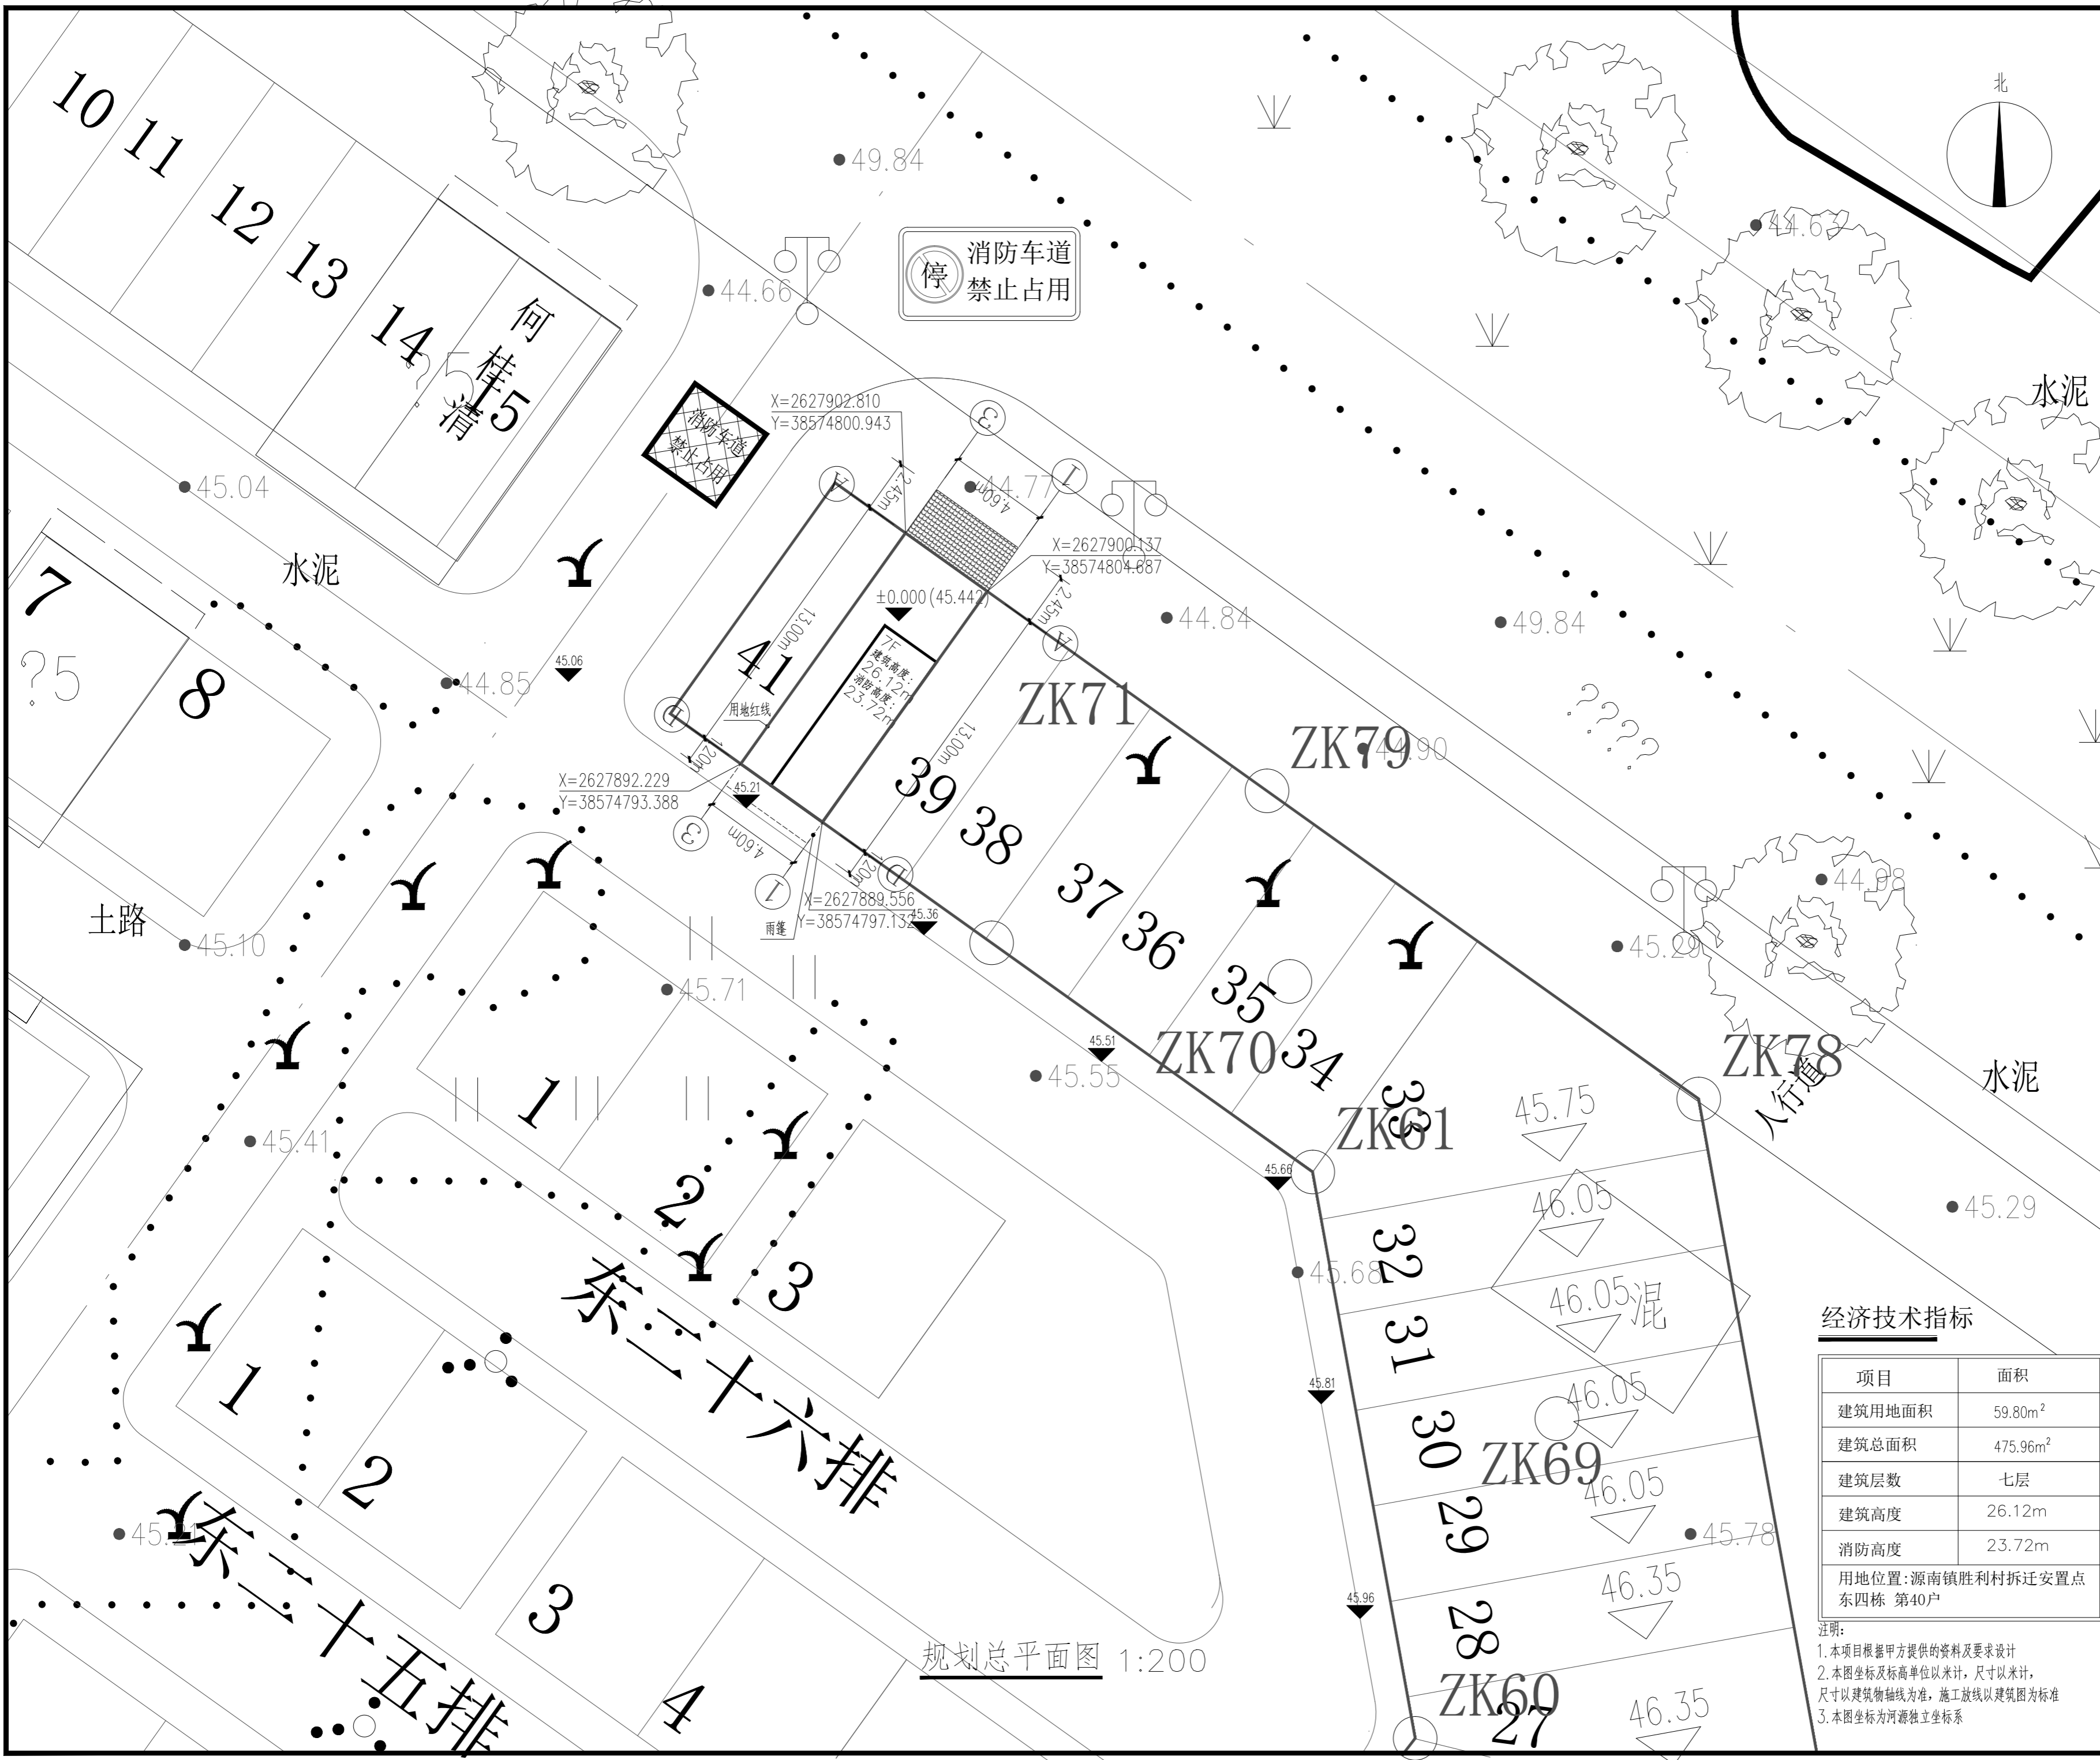 北
10
11
12
13
14
15
何桂清
?5
49.84
44.66
停
消防车道
禁止占用
44.63
水泥
消防车道
禁止占用
X=2627902.810
Y=38574800.943
A
3
1
2.45m
4.60m
44.77
45.04
水泥
7
?5
8
44.85
45.06
X=2627900.137
Y=38574804.687
±0.000(45.442)
2.45m
A
44.84
49.84
????
13.00m
41
7F
建筑高度:
26.12m
消防高度:
23.72m
用地红线
D
1.20m
X=2627892.229
Y=38574793.388
45.21
3
4.60m
1
雨篷
X=2627889.556
Y=38574797.132
1.20m
D
45.36
13.00m
ZK71
ZK79
44.90
39
38
37
36
35
34
33
44.98
45.29
土路
45.10
45.71
45.51
45.55
ZK70
ZK61
ZK78
人行道
水泥
45.75
45.66
46.05
45.29
45.41
1
2
3
东二十六排
45.68
32
46.05
混
31
45.81
46.05
30
ZK69
46.05
29
45.78
46.35
45.96
28
ZK60
27
46.35
1
2
3
4
45.21
东二十五排
规划总平面图 1:200
经济技术指标
项目 面积
建筑用地面积 59.80m²
建筑总面积 475.96m²
建筑层数 七层
建筑高度 26.12m
消防高度 23.72m
用地位置:源南镇胜利村拆迁安置点
东四栋 第40户
注明:
1.本项目根据甲方提供的资料及要求设计
2.本图坐标及标高单位以米计，尺寸以米计，
尺寸以建筑物轴线为准，施工放线以建筑图为标准
3.本图坐标为河源独立坐标系